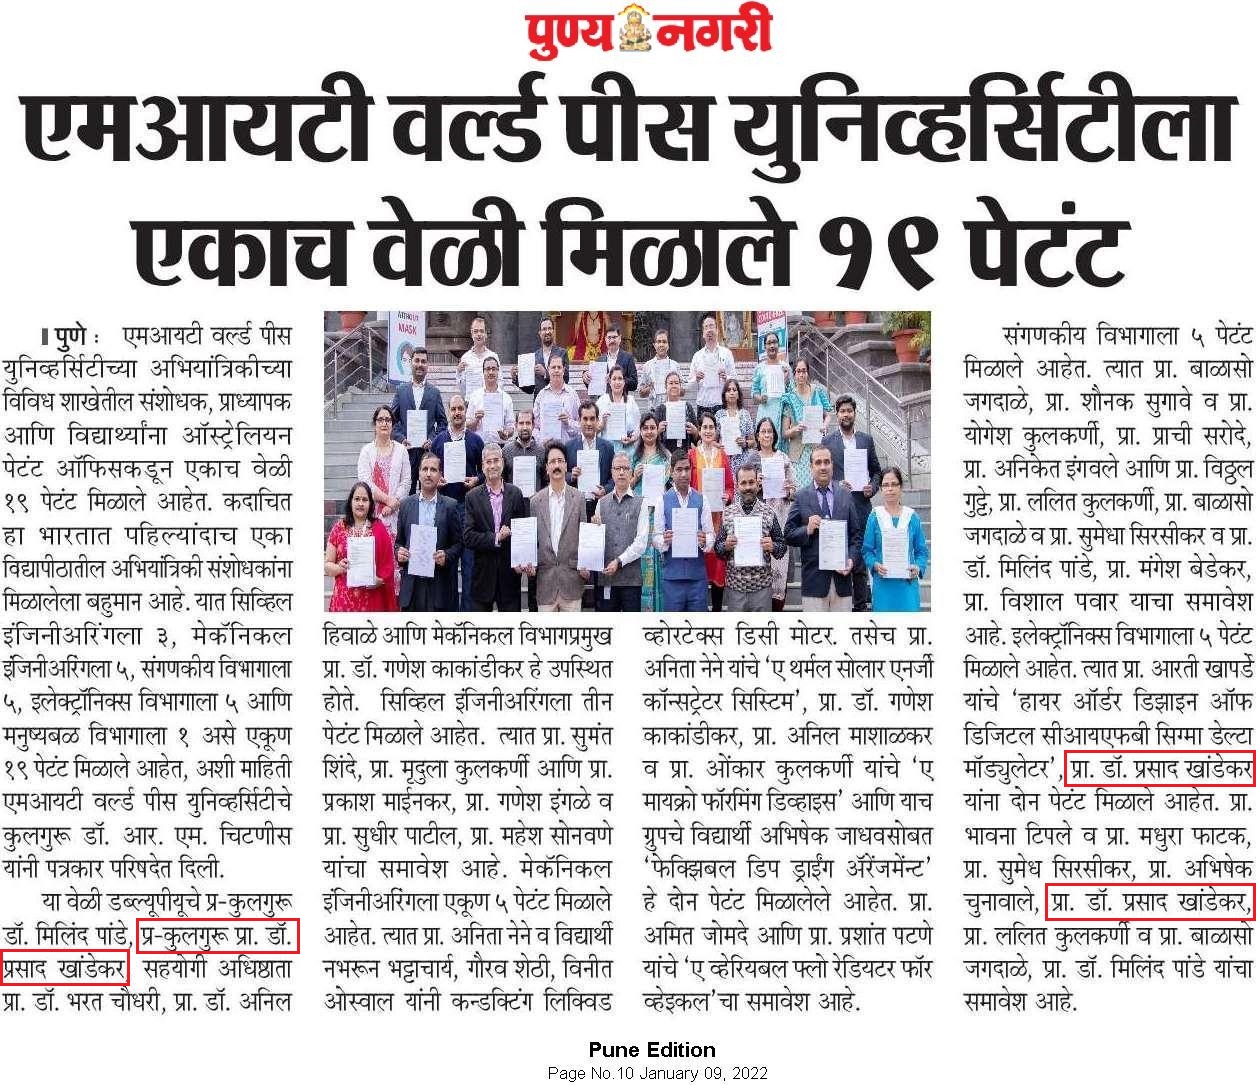 पुण्य नगरी
एमआयटी वर्ल्ड पीस युनिव्हर्सिटीला
एकाच वेळी मिळाले १९ पेटंट
पुणे : एमआयटी वर्ल्ड पीस
युनिव्हर्सिटीच्या अभियांत्रिकीच्या
विविध शाखेतील संशोधक, प्राध्यापक
आणि विद्यार्थ्यांना ऑस्ट्रेलियन
पेटंट ऑफिसकडून एकाच वेळी
१९ पेटंट मिळाले आहेत. कदाचित
हा भारतात पहिल्यांदाच एका
विद्यापीठातील अभियांत्रिकी संशोधकांना
मिळालेला बहुमान आहे. यात सिव्हिल
इंजिनीअरिंगला ३, मेकॅनिकल
इंजिनीअरिंगला ५, संगणकीय विभागाला
५, इलेक्ट्रॉनिक्स विभागाला ५ आणि
मनुष्यबळ विभागाला १ असे एकूण
१९ पेटंट मिळाले आहेत, अशी माहिती
एमआयटी वर्ल्ड पीस युनिव्हर्सिटीचे
कुलगुरू डॉ. आर. एम. चिटणीस
यांनी पत्रकार परिषदेत दिली.
या वेळी डब्ल्यूपीयूचे प्र-कुलगुरू
डॉ. मिलिंद पांडे, प्र-कुलगुरू प्रा. डॉ.
प्रसाद खांडेकर, सहयोगी अधिष्ठाता
प्रा. डॉ. भरत चौधरी, प्रा. डॉ. अनिल
WITHOUT
MASK
हिवाळे आणि मेकॅनिकल विभागप्रमुख
प्रा. डॉ. गणेश काकांडीकर हे उपस्थित
होते. सिव्हिल इंजिनीअरिंगला तीन
पेटंट मिळाले आहेत. त्यात प्रा. सुमंत
शिंदे, प्रा. मृदुला कुलकर्णी आणि प्रा.
प्रकाश माईनकर, प्रा. गणेश इंगळे व
प्रा. सुधीर पाटील, प्रा. महेश सोनवणे
यांचा समावेश आहे. मेकॅनिकल
इंजिनीअरिंगला एकूण ५ पेटंट मिळाले
आहेत. त्यात प्रा. अनिता नेने व विद्यार्थी
नभरून भट्टाचार्य, गौरव शेठी, विनीत
ओस्वाल यांनी कन्डक्टिंग लिक्विड
व्होरटेक्स डिसी मोटर. तसेच प्रा.
अनिता नेने यांचे 'ए थर्मल सोलार एनर्जी
कॉन्सट्रेटर सिस्टिम', प्रा. डॉ. गणेश
काकांडीकर, प्रा. अनिल माशाळकर
व प्रा. ओंकार कुलकर्णी यांचे 'ए
मायक्रो फॉरमिंग डिव्हाइस' आणि याच
ग्रुपचे विद्यार्थी अभिषेक जाधवसोबत
'फेक्झिबल डिप ड्राईंग ॲरेंजमेंट'
हे दोन पेटंट मिळालेले आहेत. प्रा.
अमित जोमदे आणि प्रा. प्रशांत पटणे
यांचे 'ए व्हेरियबल फ्लो रेडियटर फॉर
व्हेइकल'चा समावेश आहे.
संगणकीय विभागाला ५ पेटंट
मिळाले आहेत. त्यात प्रा. बाळासो
जगदाळे, प्रा. शौनक सुगावे व प्रा.
योगेश कुलकर्णी, प्रा. प्राची सरोदे,
प्रा. अनिकेत इंगवले आणि प्रा. विठ्ठल
गुट्टे, प्रा. ललित कुलकर्णी, प्रा. बाळासो
जगदाळे व प्रा. सुमेधा सिरसीकर व प्रा.
डॉ. मिलिंद पांडे, प्रा. मंगेश बेडेकर,
प्रा. विशाल पवार याचा समावेश
आहे. इलेक्ट्रॉनिक्स विभागाला ५ पेटंट
मिळाले आहेत. त्यात प्रा. आरती खापर्डे
यांचे 'हायर ऑर्डर डिझाइन ऑफ
डिजिटल सीआयएफबी सिग्मा डेल्टा
मॉड्युलेटर', प्रा. डॉ. प्रसाद खांडेकर
यांना दोन पेटंट मिळाले आहेत. प्रा.
भावना टिपले व प्रा. मधुरा फाटक,
प्रा. सुमेध सिरसीकर, प्रा. अभिषेक
चुनावाले, प्रा. डॉ. प्रसाद खांडेकर,
प्रा. ललित कुलकर्णी व प्रा. बाळासो
जगदाळे, प्रा. डॉ. मिलिंद पांडे यांचा
समावेश आहे.
Pune Edition
Page No.10 January 09, 2022